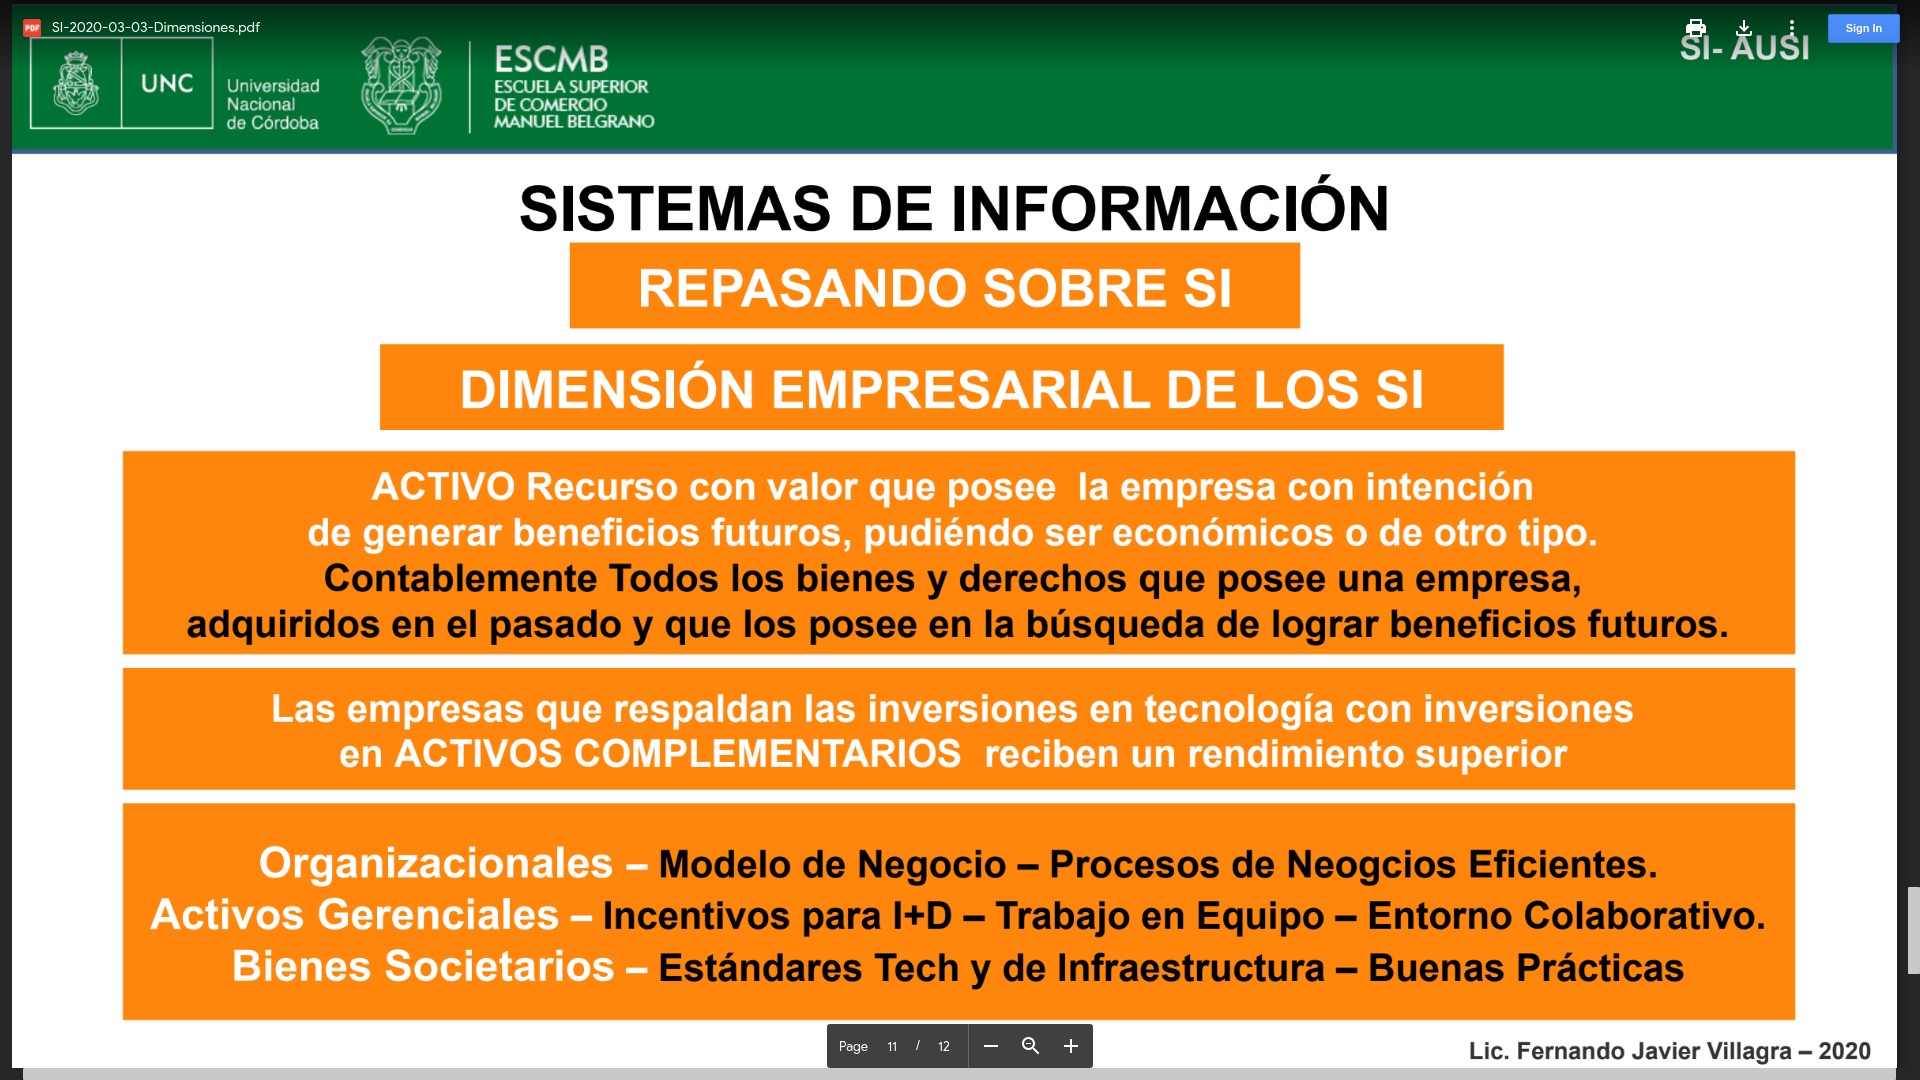 PDF SI-2020-03-03-Dimensiones.pdf
Sign In
SI- AUSI
UNC
Universidad
Nacional
de Córdoba
ESCMB
ESCUELA SUPERIOR
DE COMERCIO
MANUEL BELGRANO
SISTEMAS DE INFORMACIÓN
REPASANDO SOBRE SI
DIMENSIÓN EMPRESARIAL DE LOS SI
ACTIVO Recurso con valor que posee  la empresa con intención
de generar beneficios futuros, pudiéndo ser económicos o de otro tipo.
Contablemente Todos los bienes y derechos que posee una empresa,
adquiridos en el pasado y que los posee en la búsqueda de lograr beneficios futuros.
Las empresas que respaldan las inversiones en tecnología con inversiones
en ACTIVOS COMPLEMENTARIOS  reciben un rendimiento superior
Organizacionales – Modelo de Negocio – Procesos de Neogcios Eficientes.
Activos Gerenciales – Incentivos para I+D – Trabajo en Equipo – Entorno Colaborativo.
Bienes Societarios – Estándares Tech y de Infraestructura – Buenas Prácticas
Page 11 / 12
Lic. Fernando Javier Villagra – 2020